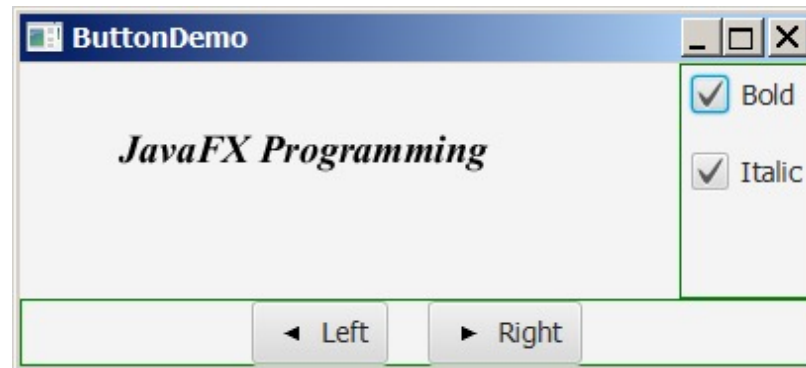 ButtonDemo
Bold
JavaFX Programming
Italic
Left Right